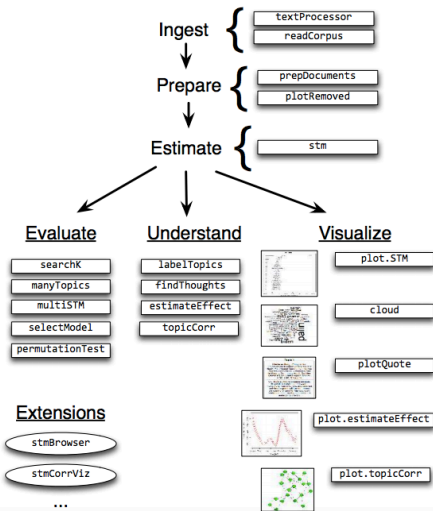 Ingest
textProcessor
readCorpus
Prepare
prepDocuments
plotRemoved
Estimate
stm
Evaluate
searchK
manyTopics
multiSTM
selectModel
permutationTest
Understand
labelTopics
findThoughts
estimateEffect
topicCorr
Visualize
plot.STM
cloud
plotQuote
plot.estimateEffect
plot.topicCorr
Extensions
stmBrowser
stmCorrViz
...